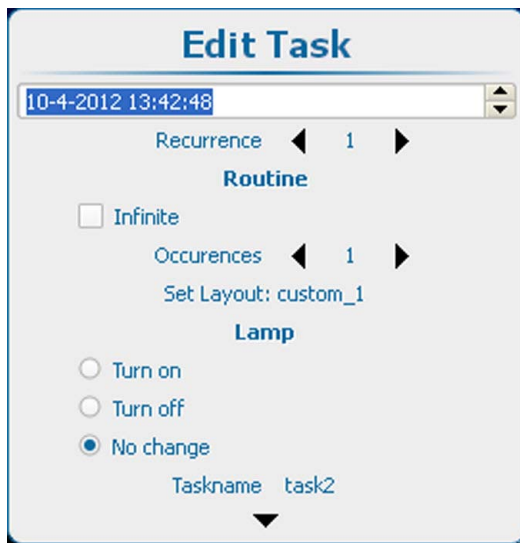 Edit Task
10-4-2012 13:42:48
Recurrence 1
Routine
Infinite
Occurences 1
Set Layout: custom_1
Lamp
Turn on
Turn off
No change
Taskname task2